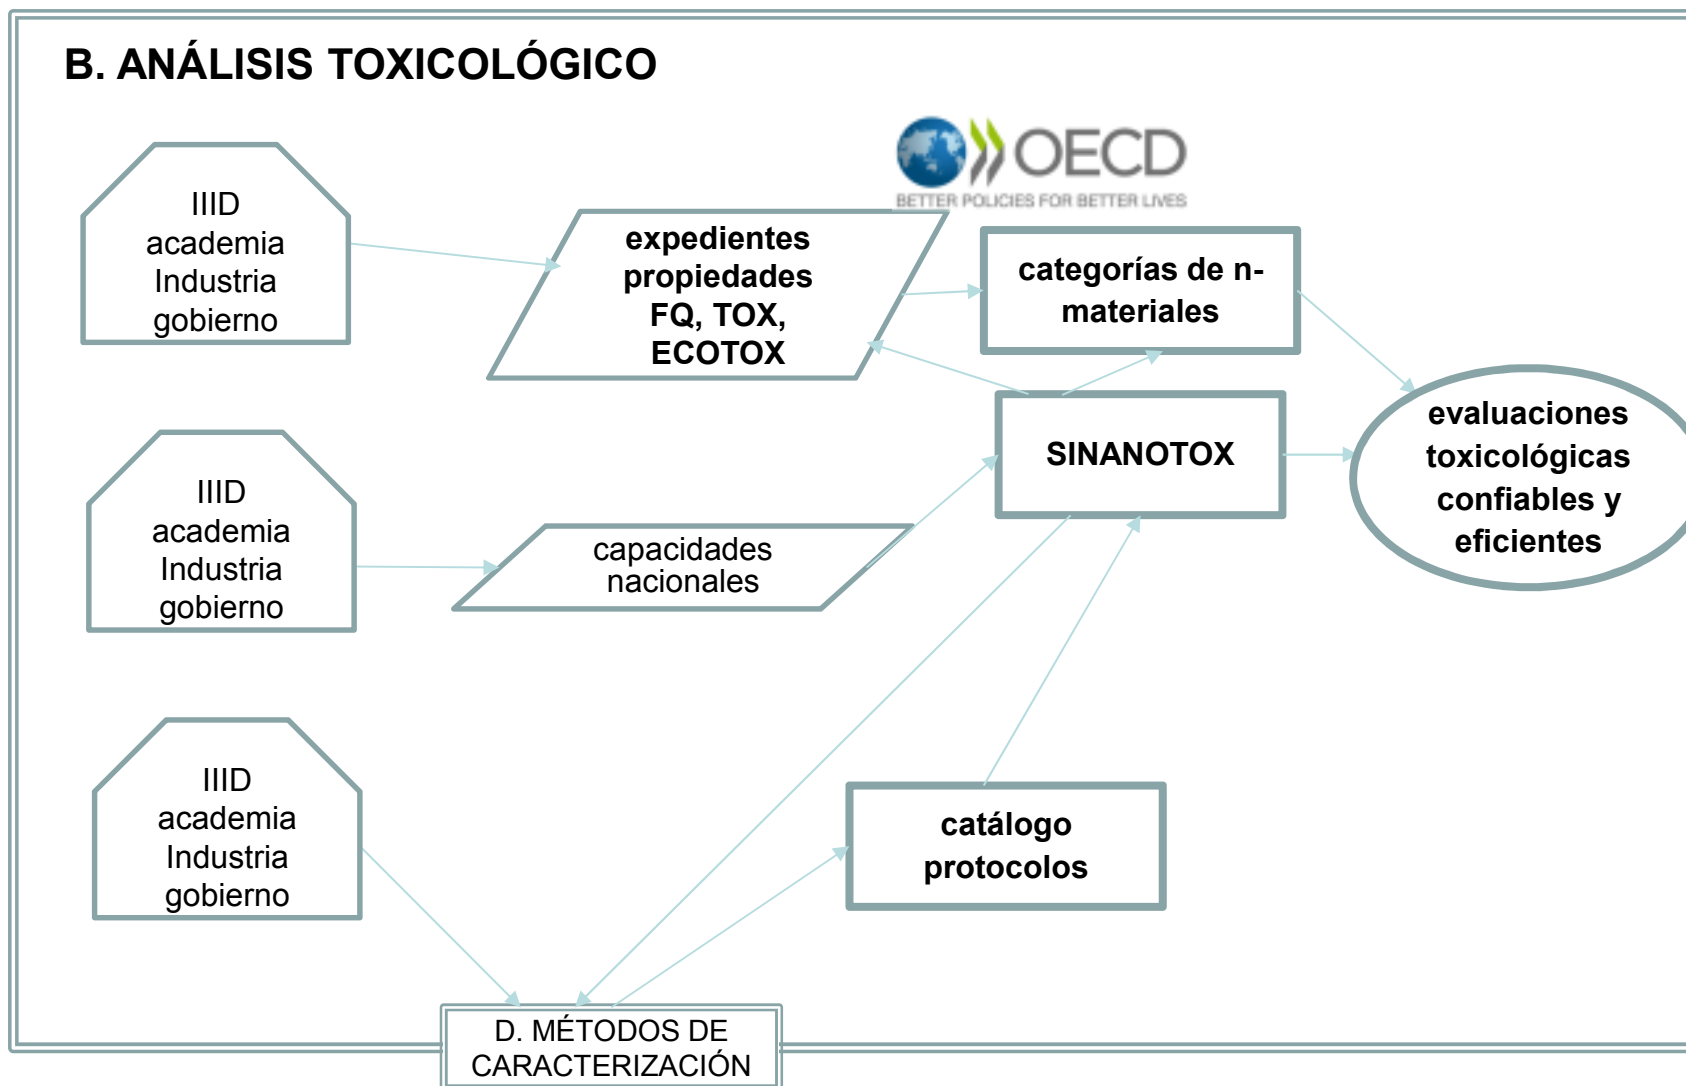 B. ANÁLISIS TOXICOLÓGICO
OECD
BETTER POLICIES FOR BETTER LIVES
IIID
academia
Industria
gobierno
expedientes
propiedades
FQ, TOX,
ECOTOX
categorías de n-
materiales
SINANOTOX
evaluaciones
toxicológicas
confiables y
eficientes
IIID
academia
Industria
gobierno
capacidades
nacionales
IIID
academia
Industria
gobierno
catálogo
protocolos
D. MÉTODOS DE
CARACTERIZACIÓN